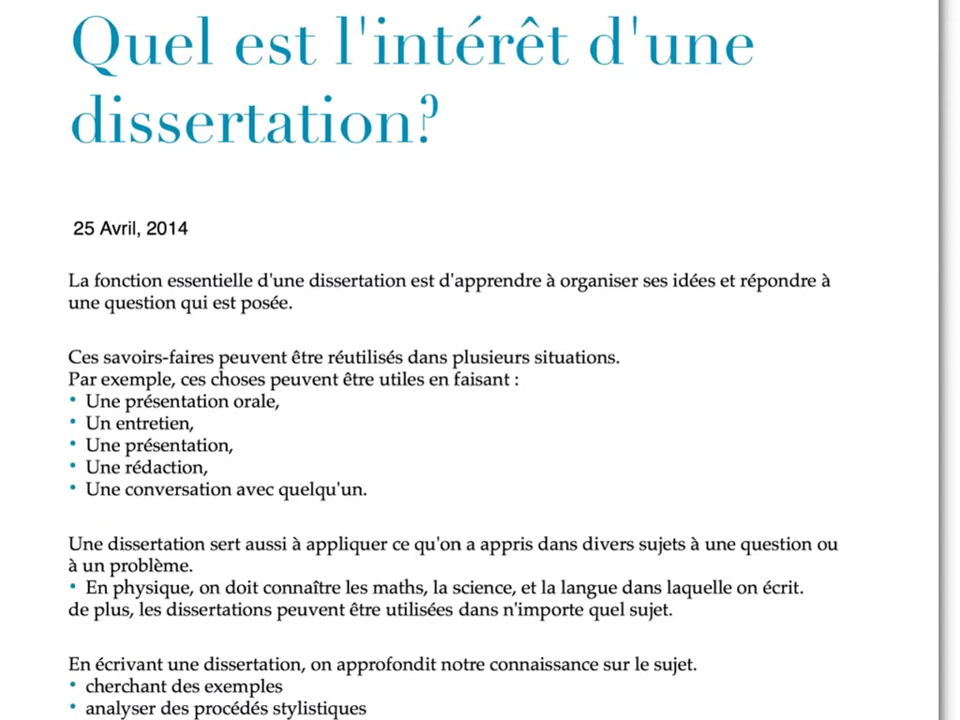 Quel est l'intérêt d'une
dissertation?
25 Avril, 2014
La fonction essentielle d'une dissertation est d'apprendre à organiser ses idées et répondre à
une question qui est posée.
Ces savoirs-faires peuvent être réutilisés dans plusieurs situations.
Par exemple, ces choses peuvent être utiles en faisant :
• Une présentation orale,
• Un entretien,
• Une présentation,
• Une rédaction,
• Une conversation avec quelqu'un.
Une dissertation sert aussi à appliquer ce qu'on a appris dans divers sujets à une question ou
à un problème.
• En physique, on doit connaître les maths, la science, et la langue dans laquelle on écrit.
de plus, les dissertations peuvent être utilisées dans n'importe quel sujet.
En écrivant une dissertation, on approfondit notre connaissance sur le sujet.
• cherchant des exemples
• analyser des procédés stylistiques